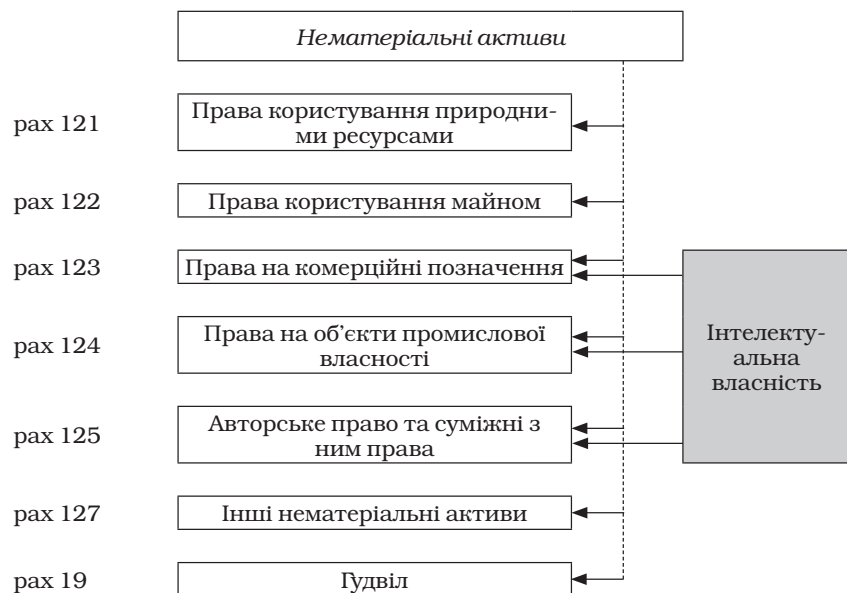 Нематеріальні активи
рах 121
Права користування природни-
ми ресурсами
рах 122
Права користування майном
рах 123
Права на комерційні позначення
рах 124
Права на об’єкти промислової
власності
Інтелекту-
альна
власність
рах 125
Авторське право та суміжні з
ним права
рах 127
Інші нематеріальні активи
рах 19
Гудвіл